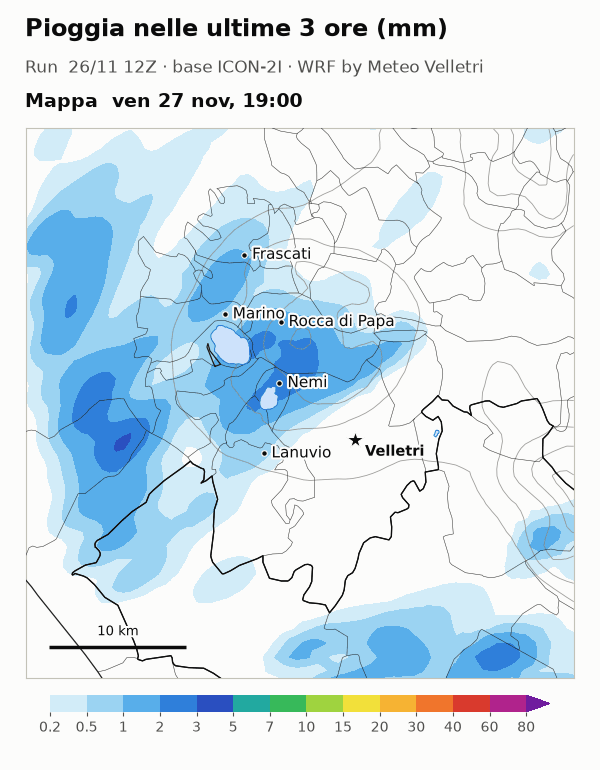 Pioggia nelle ultime 3 ore (mm)
Run  26/11 12Z · base ICON-2I · WRF by Meteo Velletri
Mappa  ven 27 nov, 19:00
Frascati
Marino
Rocca di Papa
Nemi
Velletri
Lanuvio
10 km
0.2 0.5 1 2 3 5 7 10 15 20 30 40 60 80